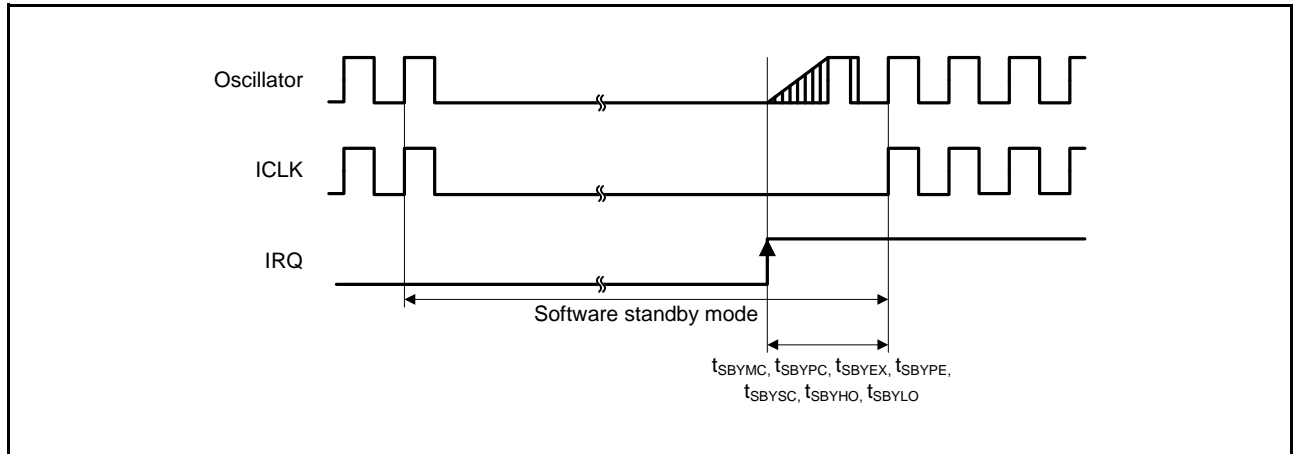 Oscillator
ICLK
IRQ
Software standby mode
tSBYMC, tSBYPC, tSBYEX, tSBYPE,
tSBYSC, tSBYHO, tSBYLO